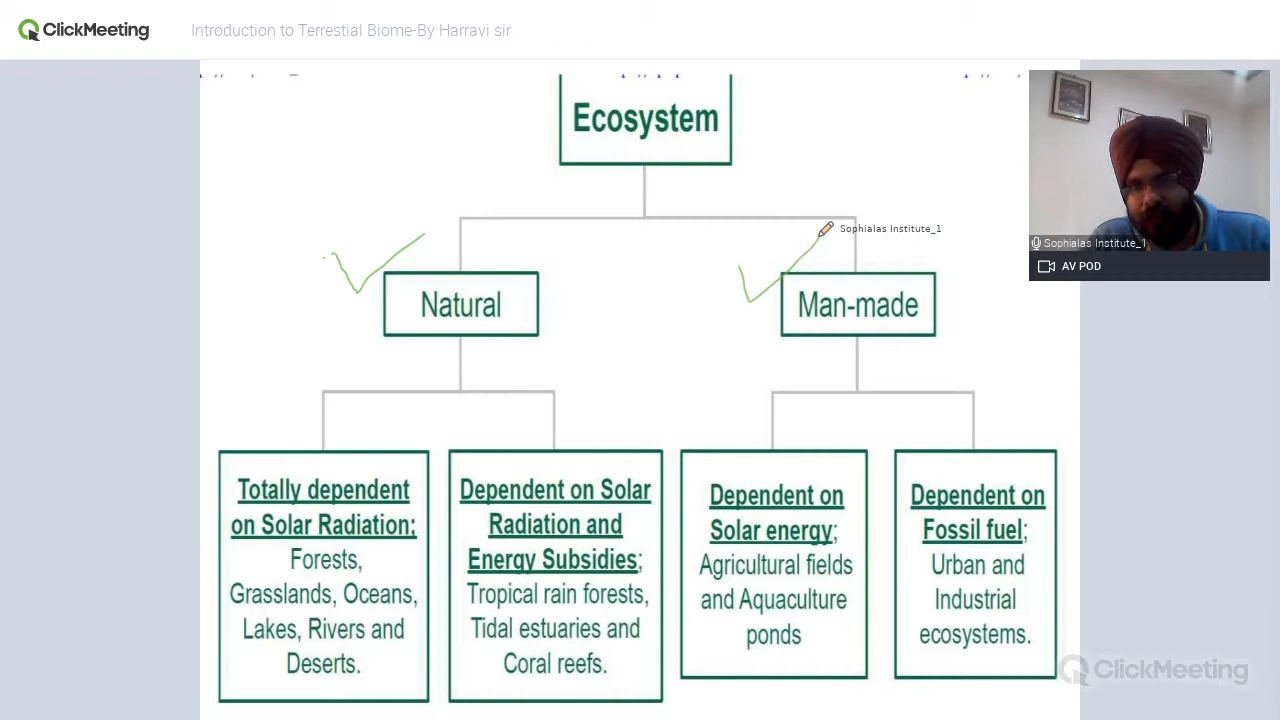 ClickMeeting
Introduction to Terrestial Biome-By Harravi sir
Ecosystem
Sophialas Institute_1
Sophialas Institute_1
AV POD
Natural
Man-made
Totally dependent
on Solar Radiation;
Forests,
Grasslands, Oceans,
Lakes, Rivers and
Deserts.
Dependent on Solar
Radiation and
Energy Subsidies;
Tropical rain forests,
Tidal estuaries and
Coral reefs.
Dependent on
Solar energy;
Agricultural fields
and Aquaculture
ponds
Dependent on
Fossil fuel;
Urban and
Industrial
ecosystems.
ClickMeeting